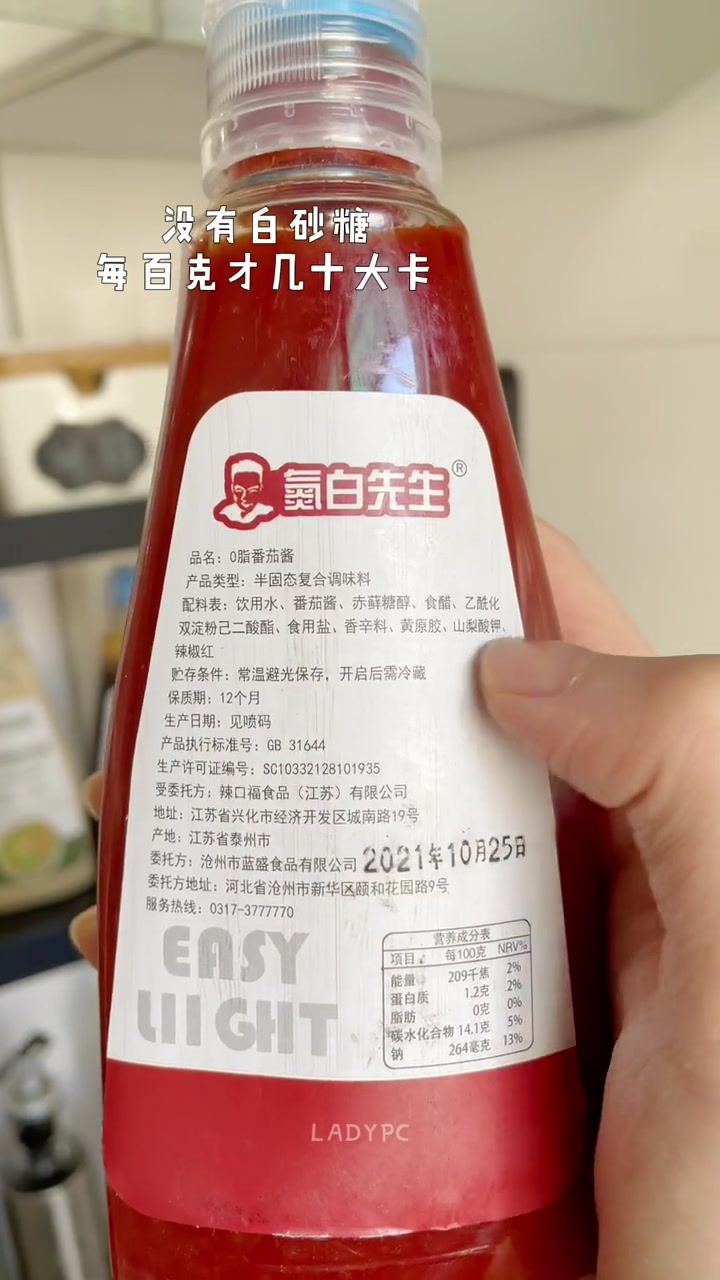 没有白砂糖
每百克才几十大卡
氮白先生®
品名：0脂番茄酱
产品类型：半固态复合调味料
配料表：饮用水、番茄酱、赤藓糖醇、食醋、乙酰化
双淀粉己二酸酯、食用盐、香辛料、黄原胶、山梨酸钾、
辣椒红
贮存条件：常温避光保存，开启后需冷藏
保质期：12个月
生产日期：见喷码
产品执行标准号：GB 31644
生产许可证编号：SC10332128101935
受委托方：辣口福食品（江苏）有限公司
地址：江苏省兴化市经济开发区城南路19号
产地：江苏省泰州市
委托方：沧州市蓝盛食品有限公司 2021年10月25日
委托方地址：河北省沧州市新华区颐和花园路9号
服务热线：0317-3777770
EASY
LIIGHT
营养成分表
项目 每100克 NRV%
能量 209千焦 2%
蛋白质 1.2克 2%
脂肪 0克 0%
碳水化合物 14.1克 5%
钠 264毫克 13%
LADYPC